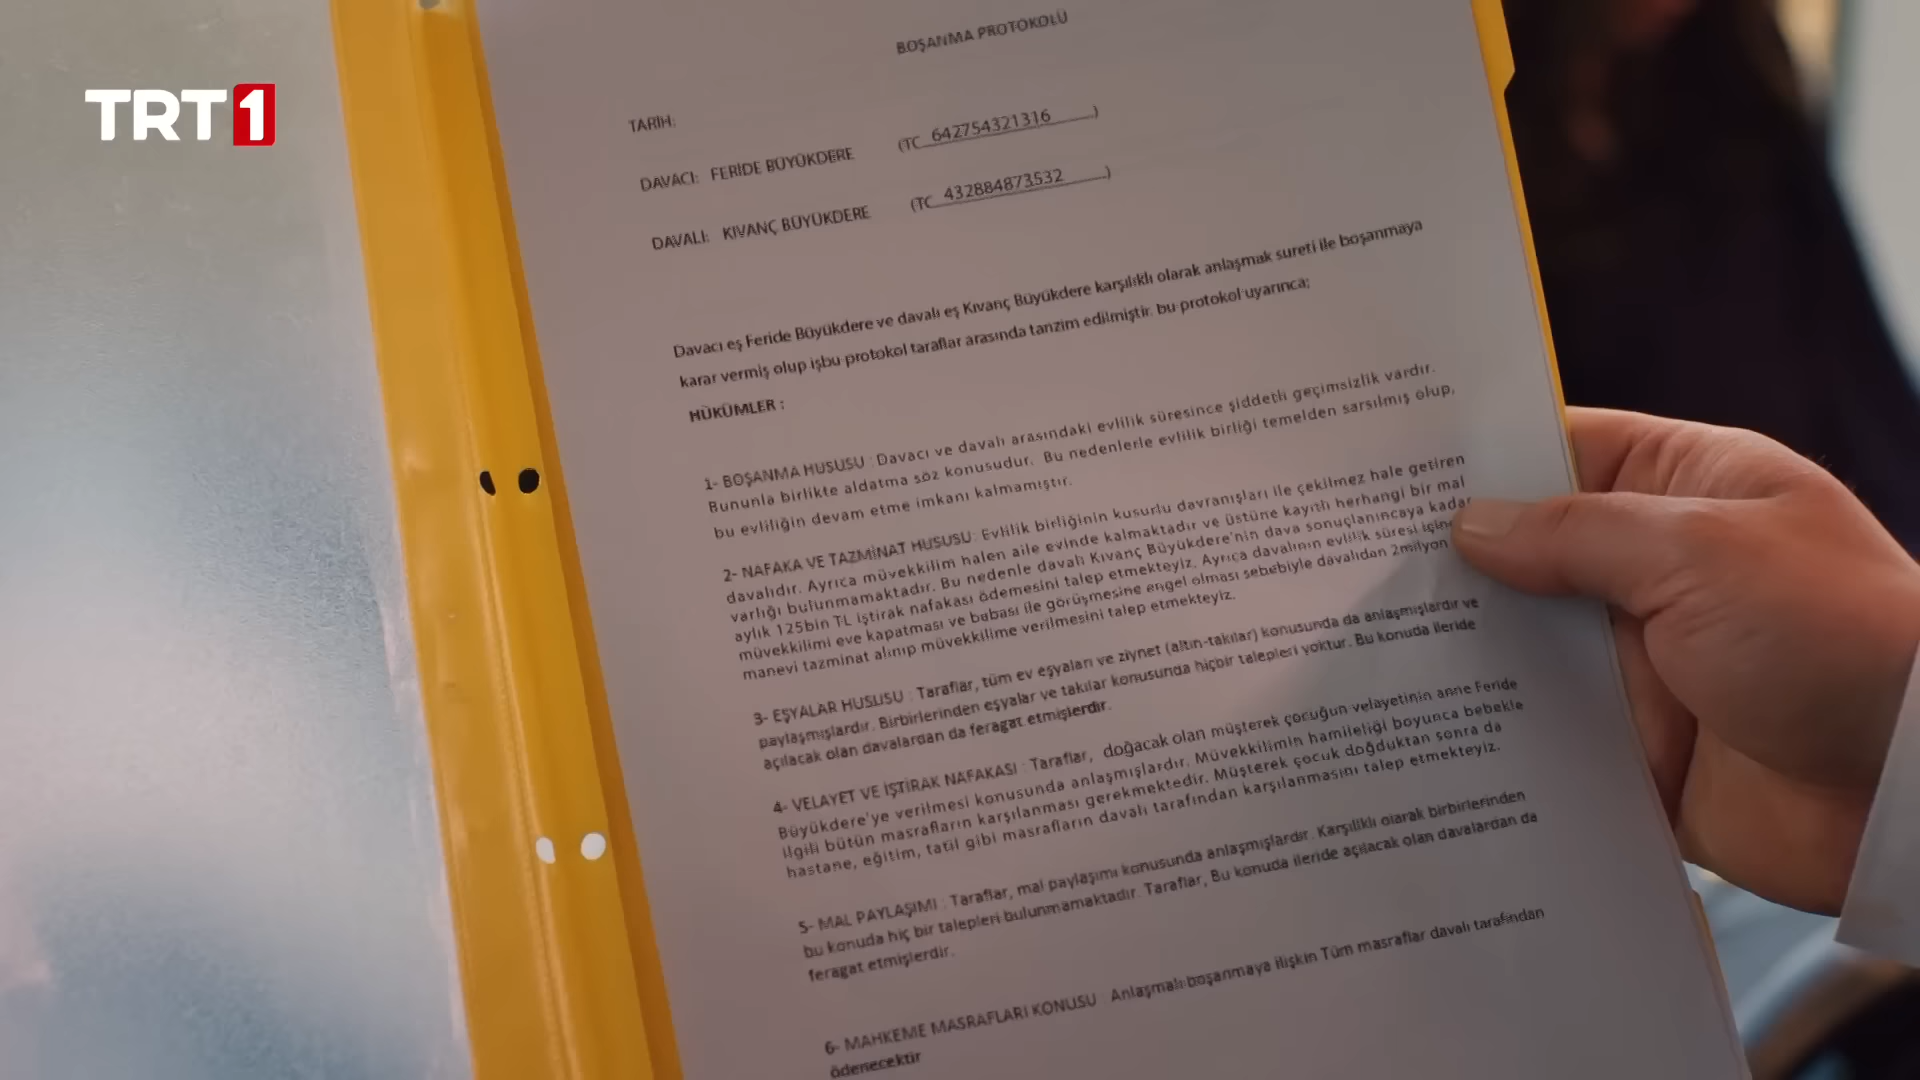 TRT 1
BOŞANMA PROTOKOLÜ
TARİH:
DAVACI: FERİDE BÜYÜKDERE (TC 642754321316 )
DAVALI: KIVANÇ BÜYÜKDERE (TC 432884873532 )
Davacı eş Feride Büyükdere ve davalı eş Kıvanç Büyükdere karşılıklı olarak anlaşmak sureti ile boşanmaya
karar vermiş olup işbu protokol taraflar arasında tanzim edilmiştir. bu protokol uyarınca;
HÜKÜMLER :
1- BOŞANMA HUSUSU : Davacı ve davalı arasındaki evlilik süresince şiddetli geçimsizlik vardır.
Bununla birlikte aldatma söz konusudur. Bu nedenlerle evlilik birliği temelden sarsılmış olup,
bu evliliğin devam etme imkanı kalmamıştır.
2- NAFAKA VE TAZMİNAT HUSUSU: Evlilik birliğinin kusurlu davranışları ile çekilmez hale getiren
davalıdır. Ayrıca müvekkilim halen aile evinde kalmaktadır ve üstüne kayıtlı herhangi bir mal
varlığı bulunmamaktadır. Bu nedenle davalı Kıvanç Büyükdere'nin dava sonuçlanıncaya kadar
aylık 125bin TL iştirak nafakası ödemesini talep etmekteyiz. Ayrıca davalının evlilik süresi içinde
müvekkilimi eve kapatması ve babası ile görüşmesine engel olması sebebiyle davalıdan 2milyon
manevi tazminat alınıp müvekkilime verilmesini talep etmekteyiz.
3- EŞYALAR HUSUSU : Taraflar, tüm ev eşyaları ve ziynet (altın-takılar) konusunda da anlaşmışlardır ve
paylaşmışlardır. Birbirlerinden eşyalar ve takılar konusunda hiçbir talepleri yoktur. Bu konuda ileride
açılacak olan davalardan da feragat etmişlerdir.
4- VELAYET VE İŞTİRAK NAFAKASI : Taraflar, doğacak olan müşterek çocuğun velayetinin anne Feride
Büyükdere'ye verilmesi konusunda anlaşmışlardır. Müvekkilimin hamileliği boyunca bebekle
ilgili bütün masrafların karşılanması gerekmektedir. Müşterek çocuk doğduktan sonra da
hastane, eğitim, tatil gibi masrafların davalı tarafından karşılanmasını talep etmekteyiz.
5- MAL PAYLAŞIMI : Taraflar, mal paylaşımı konusunda anlaşmışlardır. Karşılıklı olarak birbirlerinden
bu konuda hiç bir talepleri bulunmamaktadır. Taraflar, Bu konuda ileride açılacak olan davalardan da
feragat etmişlerdir.
6- MAHKEME MASRAFLARI KONUSU Anlaşmalı boşanmaya ilişkin Tüm masraflar davalı tarafından
ödenecektir